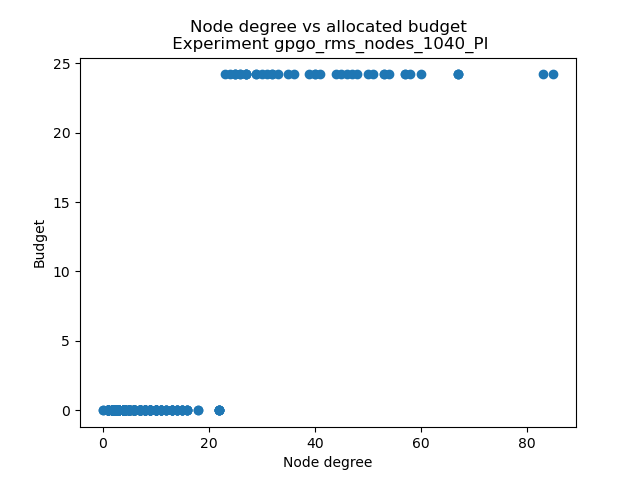 Node degree vs allocated budget
Experiment gpgo_rms_nodes_1040_PI
25
20
15
10
5
0
Budget
0 20 40 60 80
Node degree